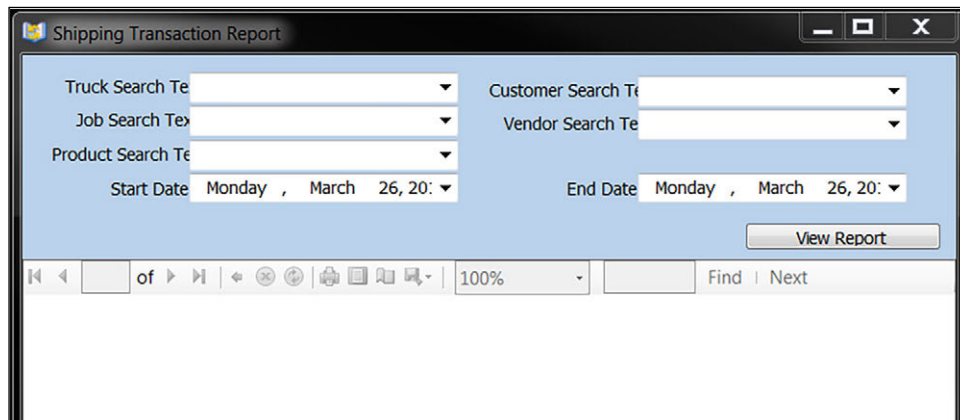 Shipping Transaction Report
Truck Search Te
Customer Search Te
Job Search Tex
Vendor Search Te
Product Search Te
Start Date Monday , March 26, 20
End Date Monday , March 26, 20
View Report
of 100% Find Next